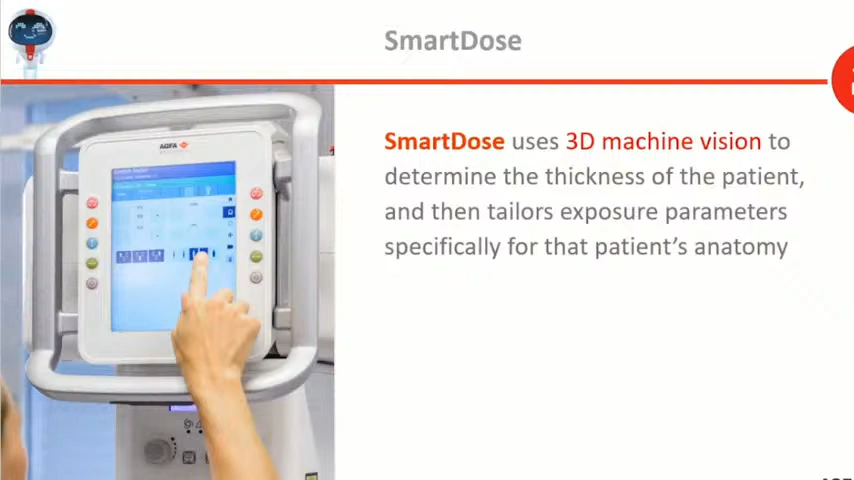 SmartDose
SmartDose uses 3D machine vision to
determine the thickness of the patient,
and then tailors exposure parameters
specifically for that patient's anatomy
AGFA